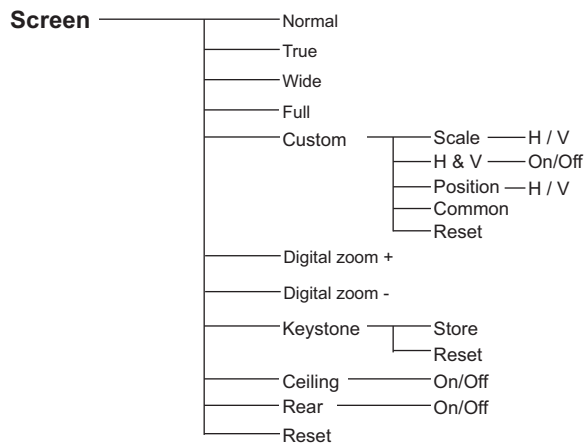 Screen Normal
True
Wide
Full
Custom Scale H / V
H & V On/Off
Position H / V
Common
Reset
Digital zoom +
Digital zoom -
Keystone Store
Reset
Ceiling On/Off
Rear On/Off
Reset